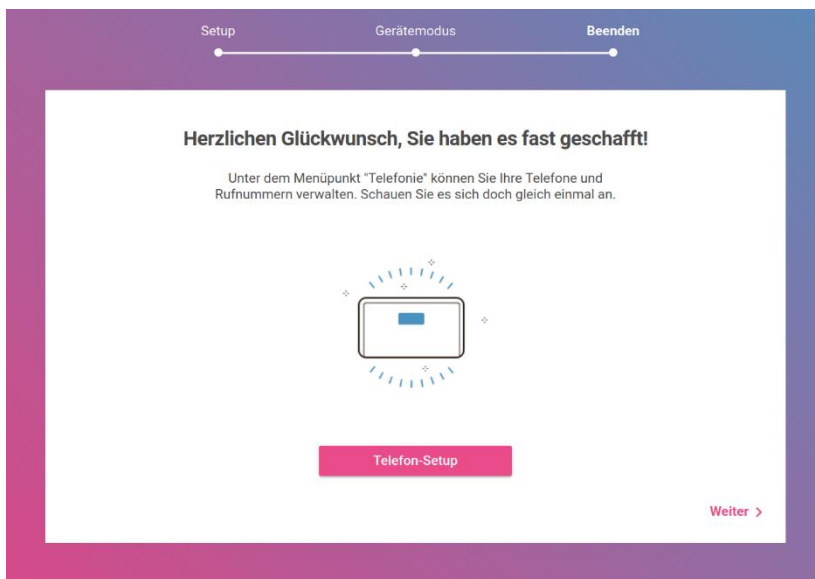 Setup Gerätemodus Beenden
Herzlichen Glückwunsch, Sie haben es fast geschafft!
Unter dem Menüpunkt "Telefonie" können Sie Ihre Telefone und
Rufnummern verwalten. Schauen Sie es sich doch gleich einmal an.
Telefon-Setup
Weiter >